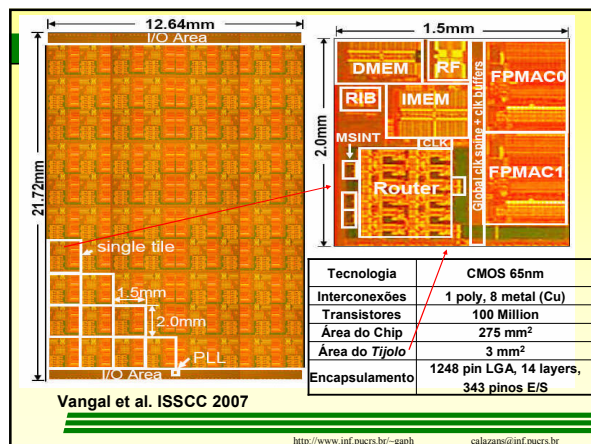 12.64mm
I/O Area
21.72mm
single tile
1.5mm
2.0mm
PLL
I/O Area
1.5mm
2.0mm
DMEM
RF
RIB
IMEM
MSINT
CLK
Router
Global clk spine + clk buffers
FPMAC0
FPMAC1
Tecnologia CMOS 65nm
Interconexões 1 poly, 8 metal (Cu)
Transistores 100 Million
Área do Chip 275 mm²
Área do Tijolo 3 mm²
Encapsulamento 1248 pin LGA, 14 layers,
343 pinos E/S
Vangal et al. ISSCC 2007
http://www.inf.pucrs.br/~gaph calazans@inf.pucrs.br